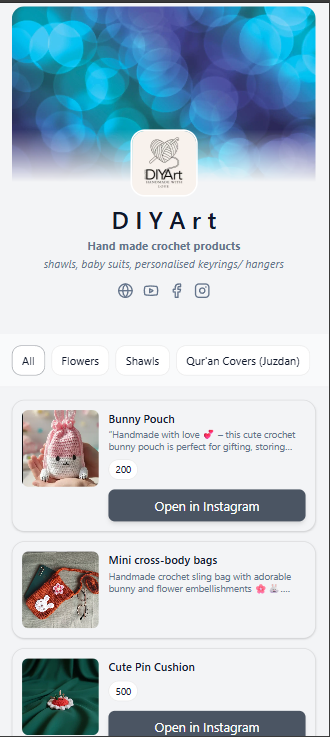 DIYArt
HANDMADE WITH
LOVE
DIYArt
Hand made crochet products
shawls, baby suits, personalised keyrings/ hangers
All
Flowers
Shawls
Qur'an Covers (Juzdan)
Bunny Pouch
"Handmade with love 💕 – this cute crochet
bunny pouch is perfect for gifting, storing...
200
Open in Instagram
Mini cross-body bags
Handmade crochet sling bag with adorable
bunny and flower embellishments 🌸 🐰 ....
Cute Pin Cushion
500
Open in Instagram